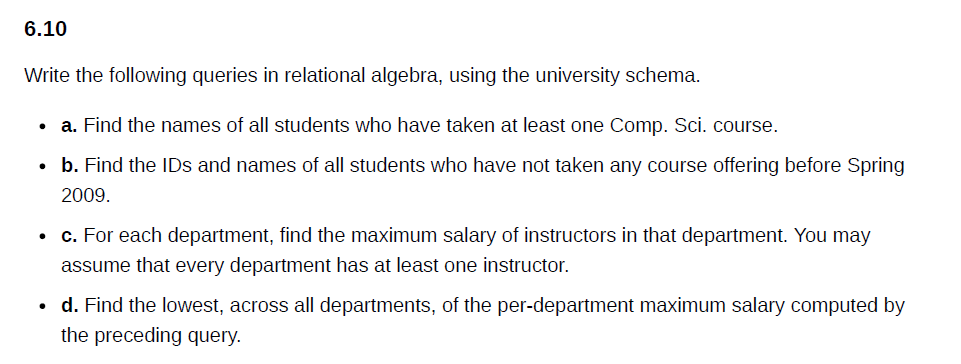 6.10
Write the following queries in relational algebra, using the university schema.
• a. Find the names of all students who have taken at least one Comp. Sci. course.
• b. Find the IDs and names of all students who have not taken any course offering before Spring
2009.
• c. For each department, find the maximum salary of instructors in that department. You may
assume that every department has at least one instructor.
• d. Find the lowest, across all departments, of the per-department maximum salary computed by
the preceding query.